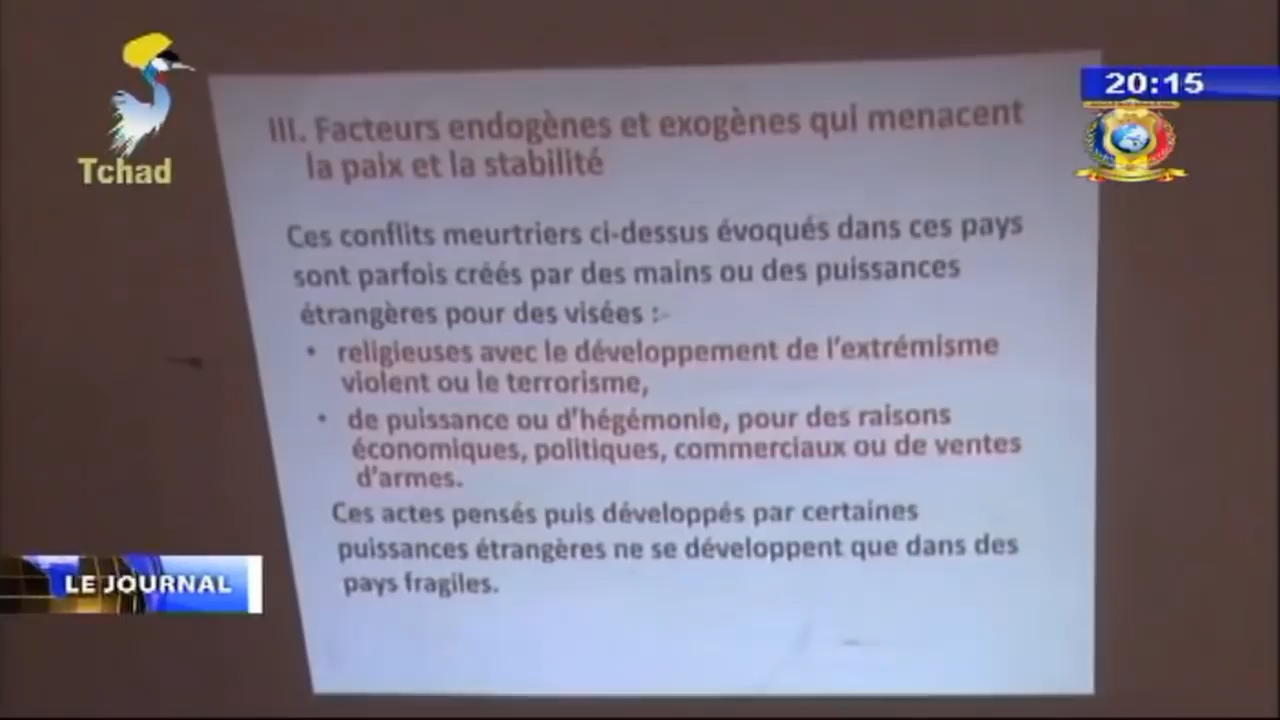 Tchad
20:15
III. Facteurs endogènes et exogènes qui menacent
la paix et la stabilité
Ces conflits meurtriers ci-dessus évoqués dans ces pays
sont parfois créés par des mains ou des puissances
étrangères pour des visées :-
• religieuses avec le développement de l'extrémisme
violent ou le terrorisme,
• de puissance ou d'hégémonie, pour des raisons
économiques, politiques, commerciaux ou de ventes
d'armes.
Ces actes pensés puis développés par certaines
puissances étrangères ne se développent que dans des
pays fragiles.
LE JOURNAL